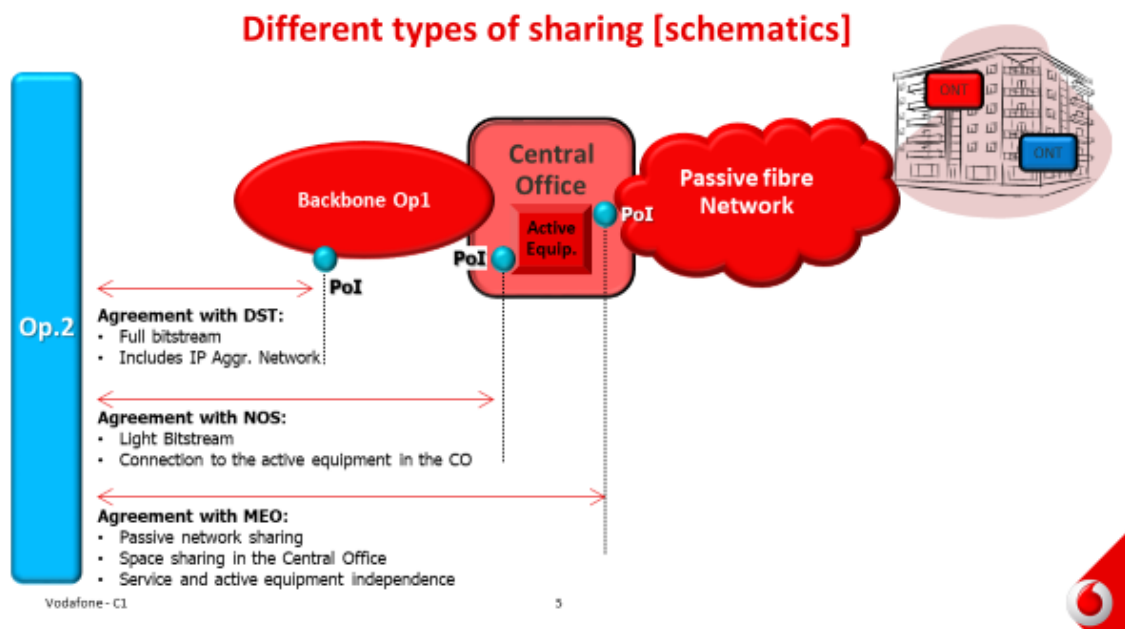 Different types of sharing [schematics]
ONT
ONT
Central
Office
Passive fibre
Network
Backbone Op1
PoI
Active
Equip.
PoI
PoI
Op.2
Agreement with DST:
• Full bitstream
• Includes IP Aggr. Network
Agreement with NOS:
• Light Bitstream
• Connection to the active equipment in the CO
Agreement with MEO:
• Passive network sharing
• Space sharing in the Central Office
• Service and active equipment independence
Vodafone - C1
5